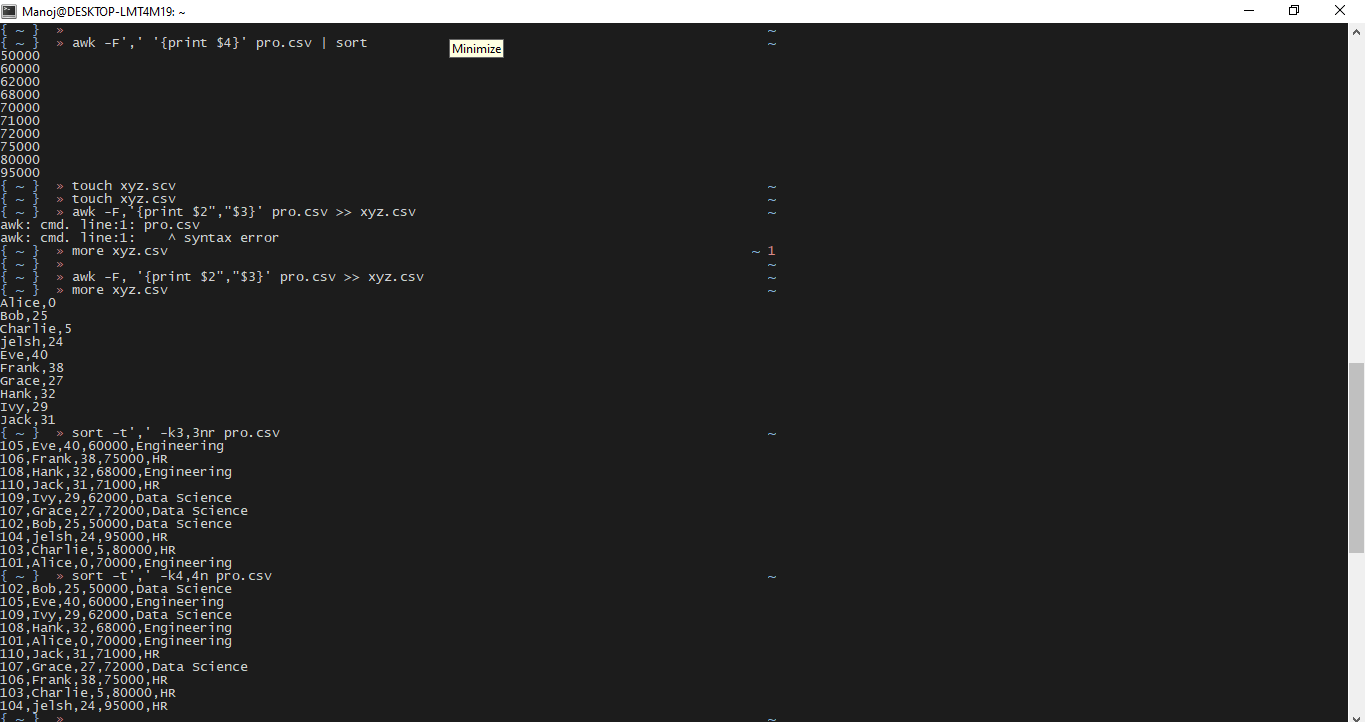 Manoj@DESKTOP-LMT4M19: ~
{ ~ }  » ~
{ ~ }  » awk -F',' '{print $4}' pro.csv | sort ~
Minimize
50000
60000
62000
68000
70000
71000
72000
75000
80000
95000
{ ~ }  » touch xyz.scv ~
{ ~ }  » touch xyz.csv ~
{ ~ }  » awk -F,'{print $2","$3}' pro.csv >> xyz.csv ~
awk: cmd. line:1: pro.csv
awk: cmd. line:1:    ^ syntax error
{ ~ }  » more xyz.csv ~ 1
{ ~ }  » ~
{ ~ }  » awk -F, '{print $2","$3}' pro.csv >> xyz.csv ~
{ ~ }  » more xyz.csv ~
Alice,0
Bob,25
Charlie,5
jelsh,24
Eve,40
Frank,38
Grace,27
Hank,32
Ivy,29
Jack,31
{ ~ }  » sort -t',' -k3,3nr pro.csv ~
105,Eve,40,60000,Engineering
106,Frank,38,75000,HR
108,Hank,32,68000,Engineering
110,Jack,31,71000,HR
109,Ivy,29,62000,Data Science
107,Grace,27,72000,Data Science
102,Bob,25,50000,Data Science
104,jelsh,24,95000,HR
103,Charlie,5,80000,HR
101,Alice,0,70000,Engineering
{ ~ }  » sort -t',' -k4,4n pro.csv ~
102,Bob,25,50000,Data Science
105,Eve,40,60000,Engineering
109,Ivy,29,62000,Data Science
108,Hank,32,68000,Engineering
101,Alice,0,70000,Engineering
110,Jack,31,71000,HR
107,Grace,27,72000,Data Science
106,Frank,38,75000,HR
103,Charlie,5,80000,HR
104,jelsh,24,95000,HR
{ ~ }  » ~